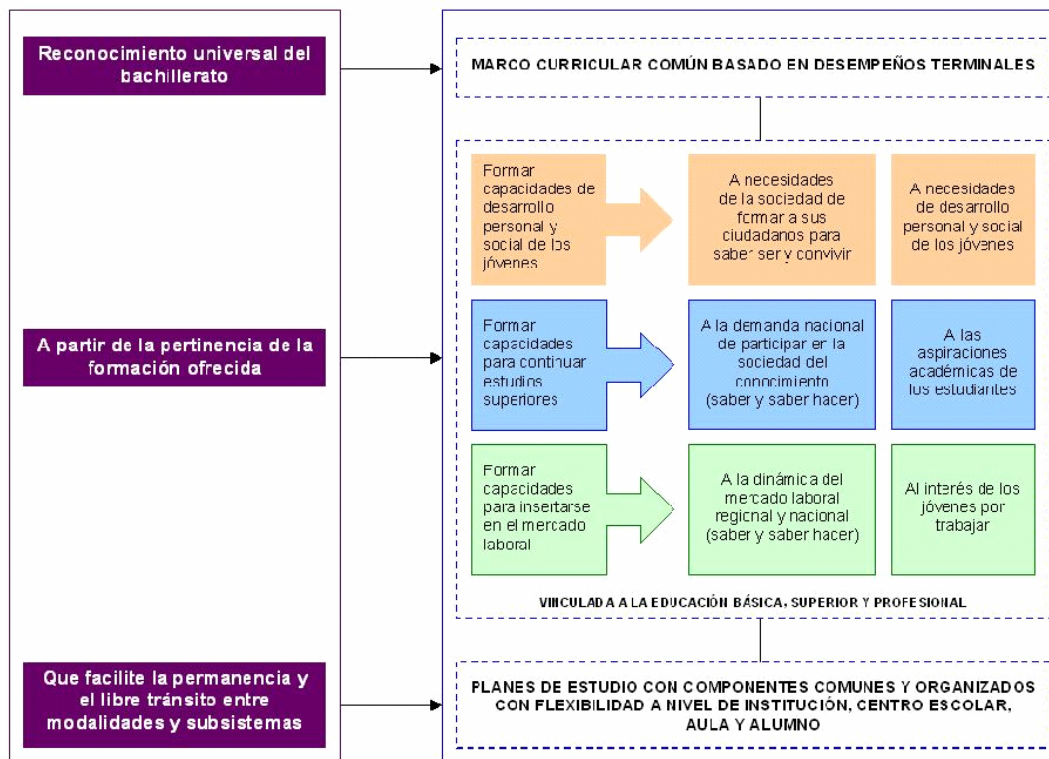 Reconocimiento universal del
bachillerato
MARCO CURRICULAR COMÚN BASADO EN DESEMPEÑOS TERMINALES
Formar
capacidades de
desarrollo
personal y
social de los
jóvenes
A necesidades
de la sociedad de
formar a sus
ciudadanos para
saber ser y convivir
A necesidades
de desarrollo
personal y social
de los jóvenes
A partir de la pertinencia de la
formación ofrecida
Formar
capacidades
para continuar
estudios
superiores
A la demanda nacional
de participar en la
sociedad del
conocimiento
(saber y saber hacer)
A las
aspiraciones
académicas de
los estudiantes
Formar
capacidades
para insertarse
en el mercado
laboral
A la dinámica del
mercado laboral
regional y nacional
(saber y saber hacer)
Al interés de los
jóvenes por
trabajar
VINCULADA A LA EDUCACIÓN BÁSICA, SUPERIOR Y PROFESIONAL
Que facilite la permanencia y
el libre tránsito entre
modalidades y subsistemas
PLANES DE ESTUDIO CON COMPONENTES COMUNES Y ORGANIZADOS
CON FLEXIBILIDAD A NIVEL DE INSTITUCIÓN, CENTRO ESCOLAR,
AULA Y ALUMNO